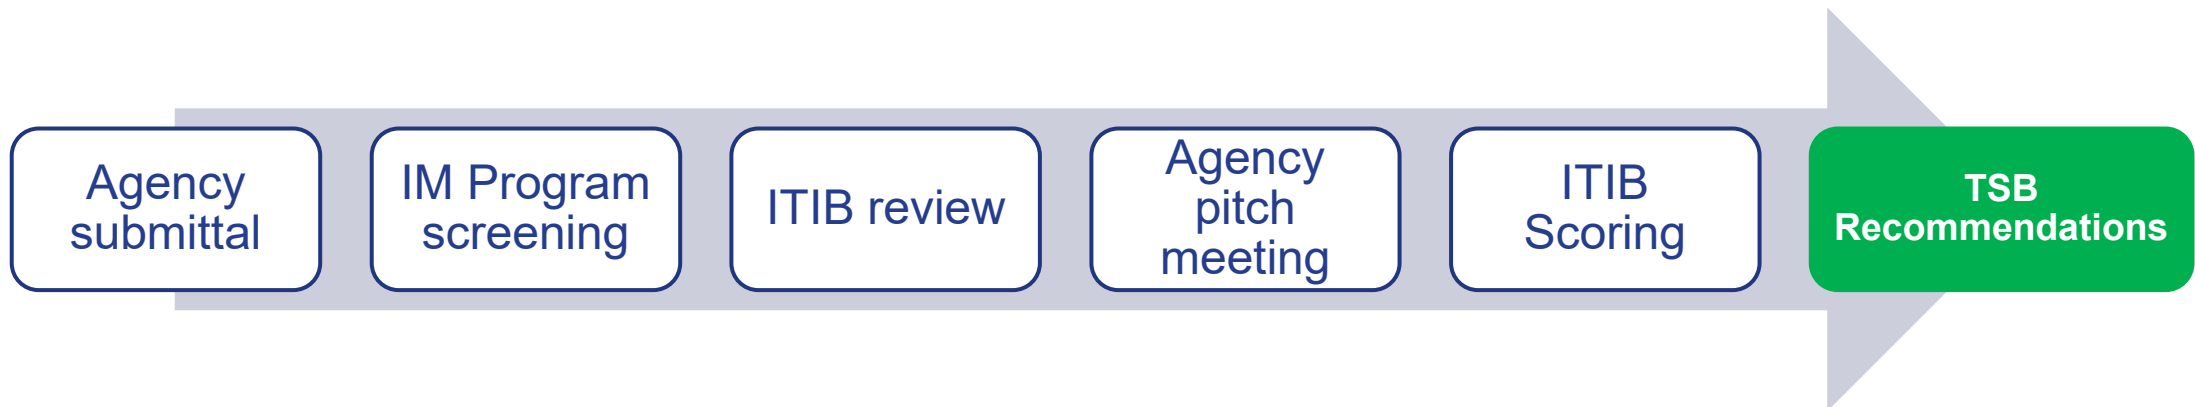 Agency
submittal
IM Program
screening
ITIB review
Agency
pitch
meeting
ITIB
Scoring
TSB
Recommendations